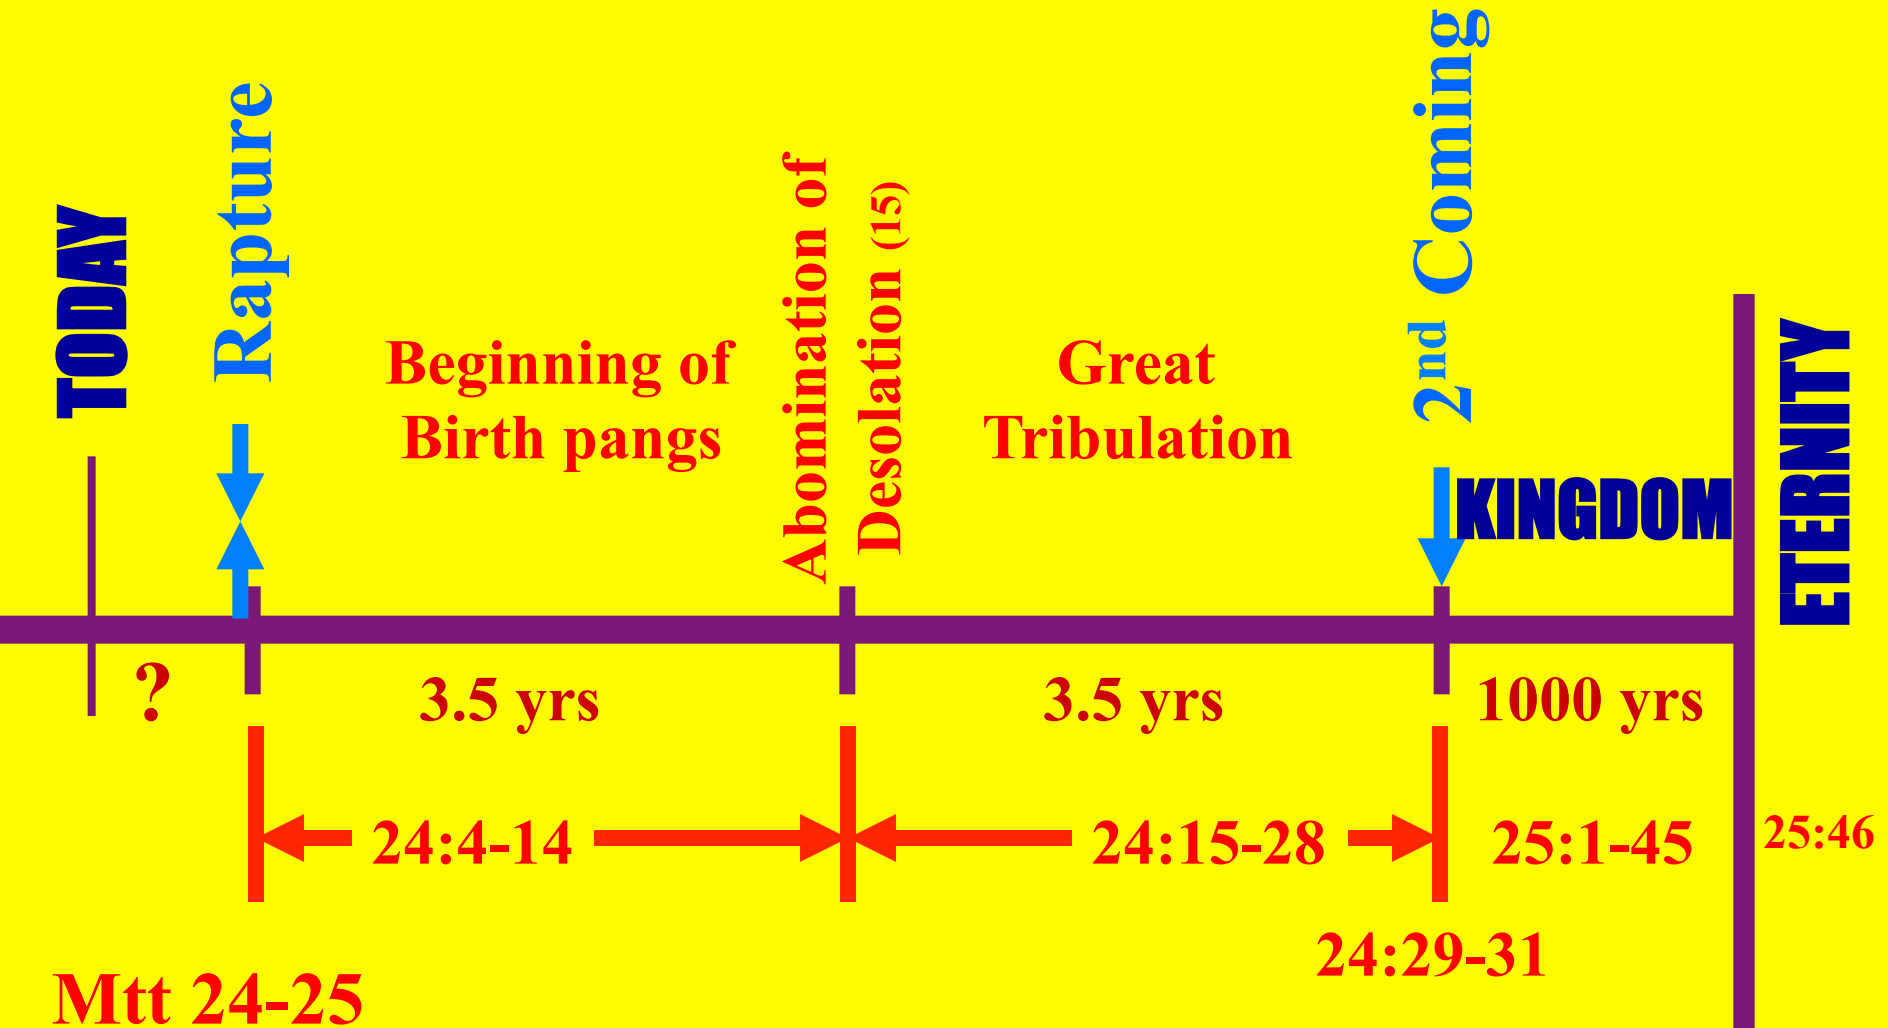 TODAY
Rapture
Beginning of
Birth pangs
Abomination of
Desolation (15)
Great
Tribulation
2nd Coming
KINGDOM
ETERNITY
?
3.5 yrs
3.5 yrs
1000 yrs
24:4-14
24:15-28
25:1-45
25:46
24:29-31
Mtt 24-25